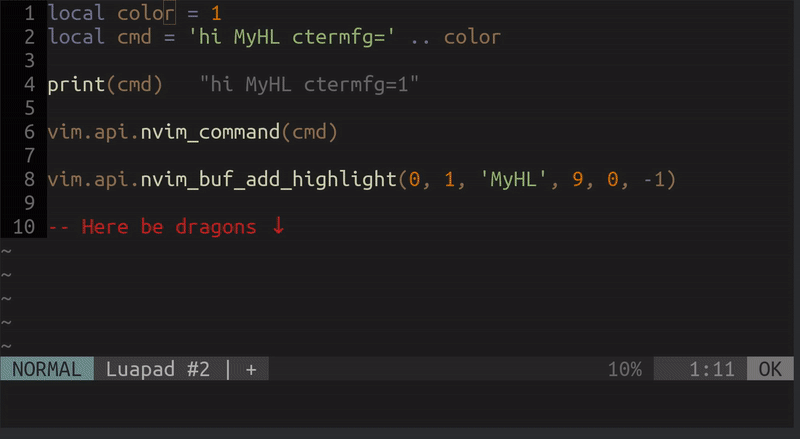 1 local color = 1
2 local cmd = 'hi MyHL ctermfg=' .. color
3
4 print(cmd)   "hi MyHL ctermfg=1"
5
6 vim.api.nvim_command(cmd)
7
8 vim.api.nvim_buf_add_highlight(0, 1, 'MyHL', 9, 0, -1)
9
10 -- Here be dragons ↓
~
~
~
~
~
NORMAL Luapad #2 | + 10% 1:11 OK